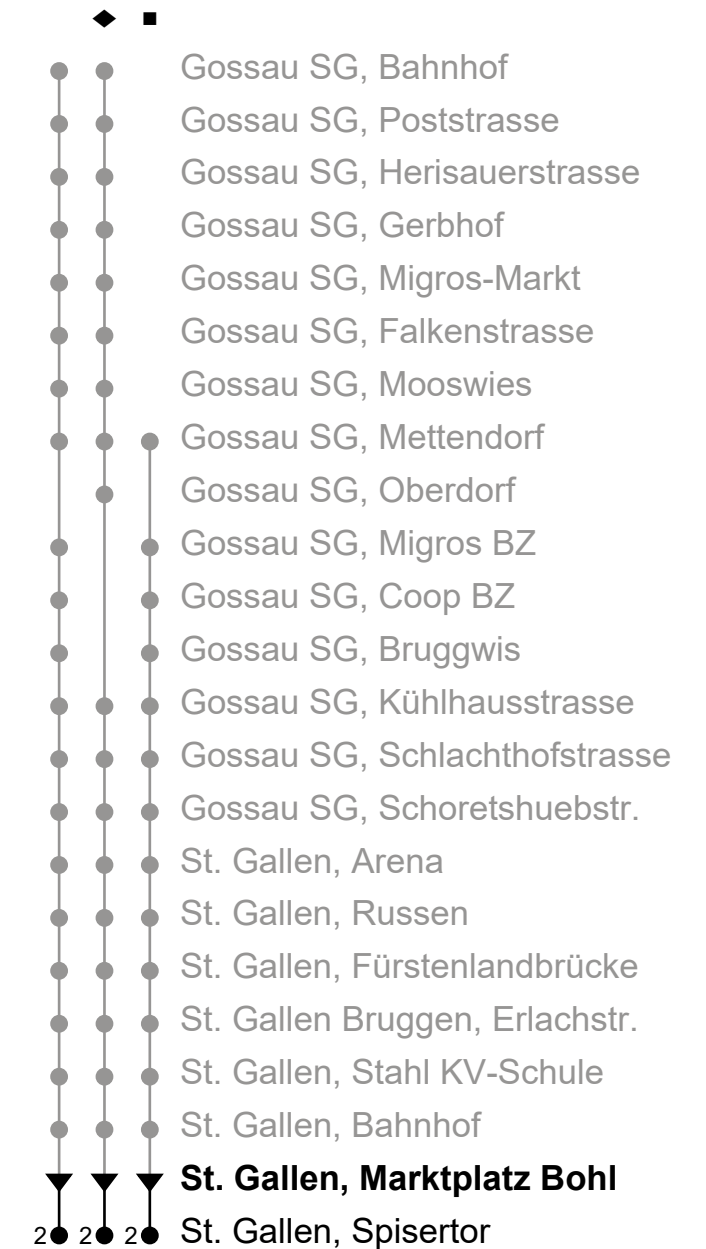 Gossau SG, Bahnhof
Gossau SG, Poststrasse
Gossau SG, Herisauerstrasse
Gossau SG, Gerbhof
Gossau SG, Migros-Markt
Gossau SG, Falkenstrasse
Gossau SG, Mooswies
Gossau SG, Mettendorf
Gossau SG, Oberdorf
Gossau SG, Migros BZ
Gossau SG, Coop BZ
Gossau SG, Bruggwis
Gossau SG, Kühlhausstrasse
Gossau SG, Schlachthofstrasse
Gossau SG, Schoretshuebstr.
St. Gallen, Arena
St. Gallen, Russen
St. Gallen, Fürstenlandbrücke
St. Gallen Bruggen, Erlachstr.
St. Gallen, Stahl KV-Schule
St. Gallen, Bahnhof
St. Gallen, Marktplatz Bohl
2 2 2 St. Gallen, Spisertor